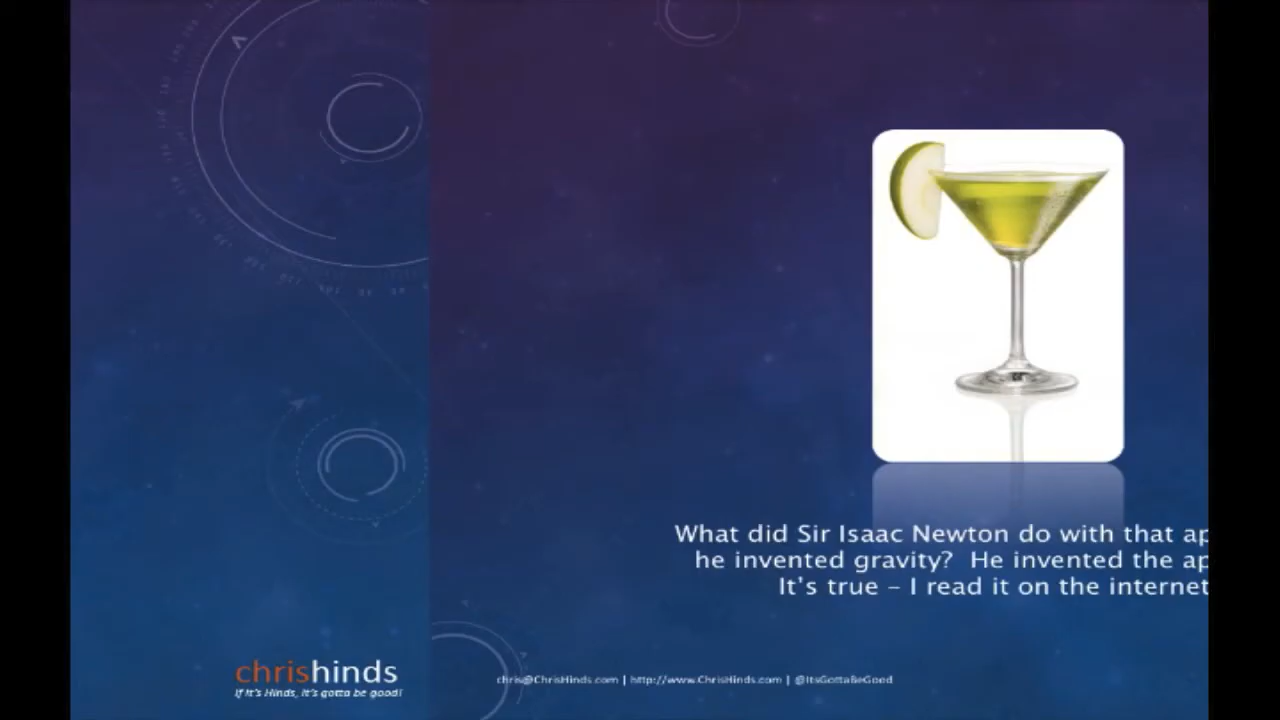 What did Sir Isaac Newton do with that ap
he invented gravity? He invented the ap
It's true – I read it on the internet
chrishinds
If it's Hinds, it's gotta be good!
chris@ChrisHinds.com | http://www.ChrisHinds.com | @ItsGottaBeGood